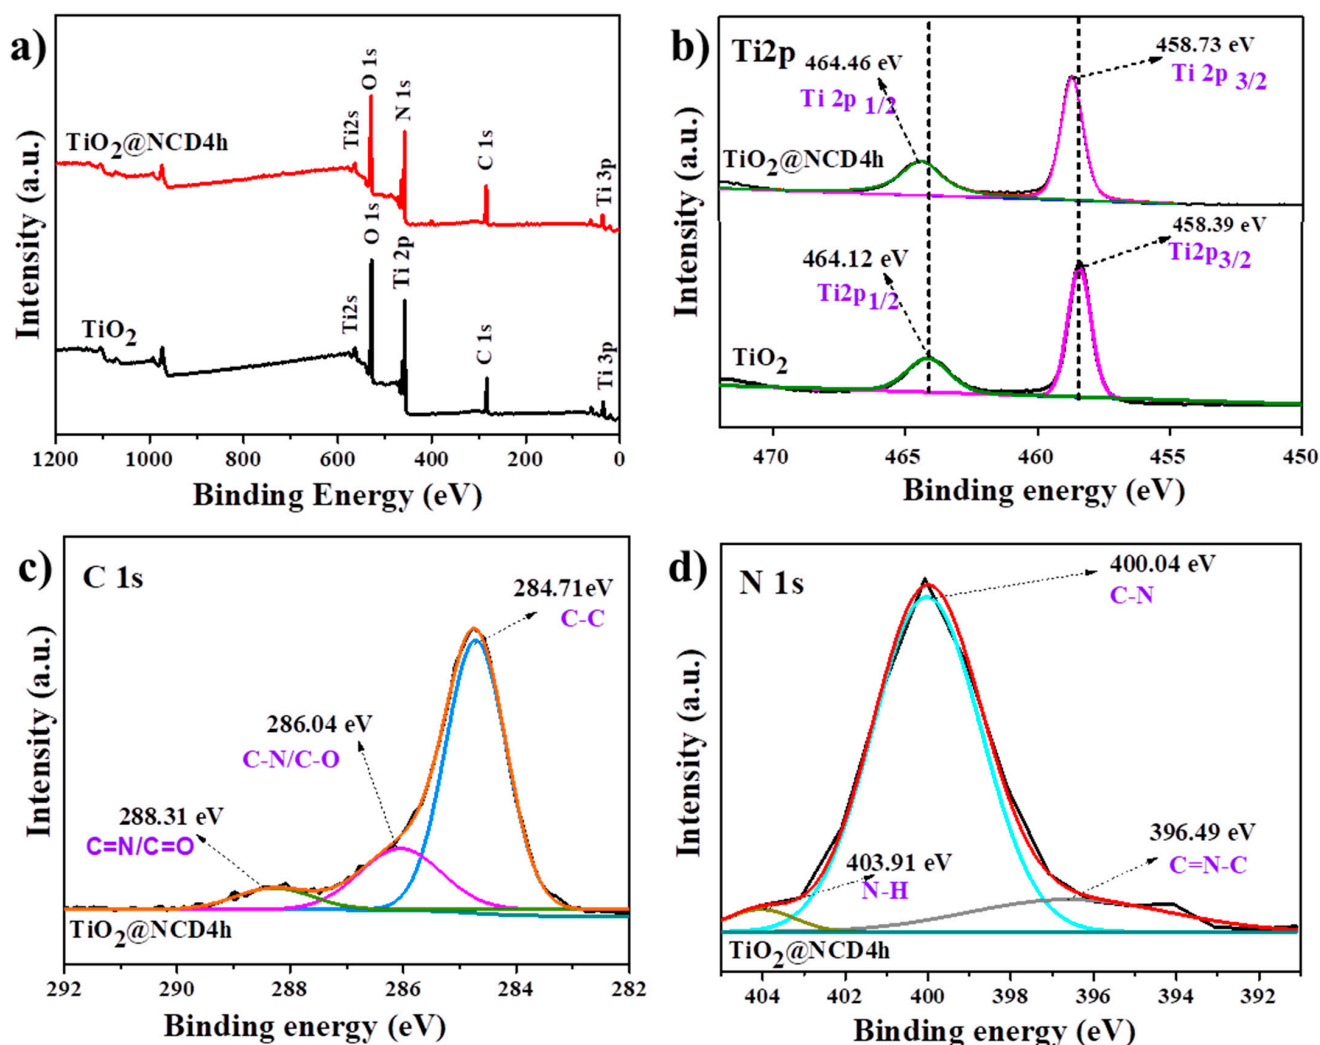 a)
Intensity (a.u.)
TiO2@NCD4h
Ti2s
O 1s
N 1s
C 1s
Ti 3p
TiO2
Ti2s
O 1s
Ti 2p
C 1s
Ti 3p
1200 1000 800 600 400 200 0
Binding Energy (eV)
b)
Ti2p
Intensity (a.u.)
464.46 eV
Ti 2p 1/2
458.73 eV
Ti 2p 3/2
TiO2@NCD4h
464.12 eV
Ti2p1/2
458.39 eV
Ti2p3/2
TiO2
470 465 460 455 450
Binding energy (eV)
c)
C 1s
Intensity (a.u.)
284.71eV
C-C
286.04 eV
C-N/C-O
288.31 eV
C=N/C=O
TiO2@NCD4h
292 290 288 286 284 282
Binding energy (eV)
d)
N 1s
Intensity (a.u.)
400.04 eV
C-N
403.91 eV
N-H
396.49 eV
C=N-C
TiO2@NCD4h
404 402 400 398 396 394 392
Binding energy (eV)